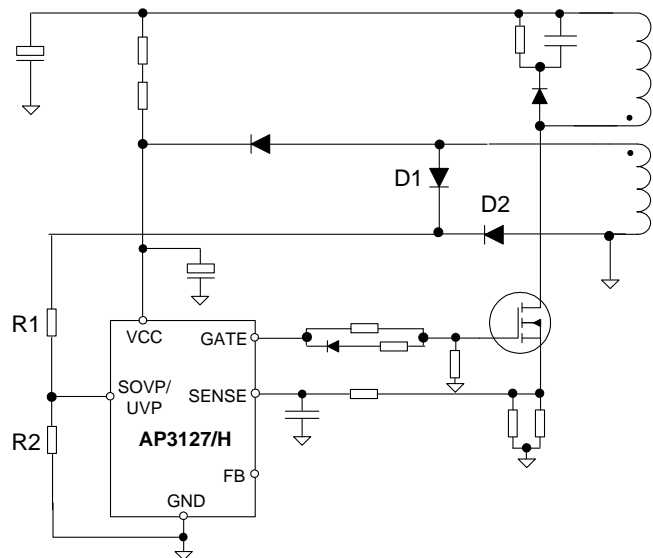 D1
D2
R1
VCC
GATE
SOVP/
UVP
SENSE
R2
AP3127/H
FB
GND